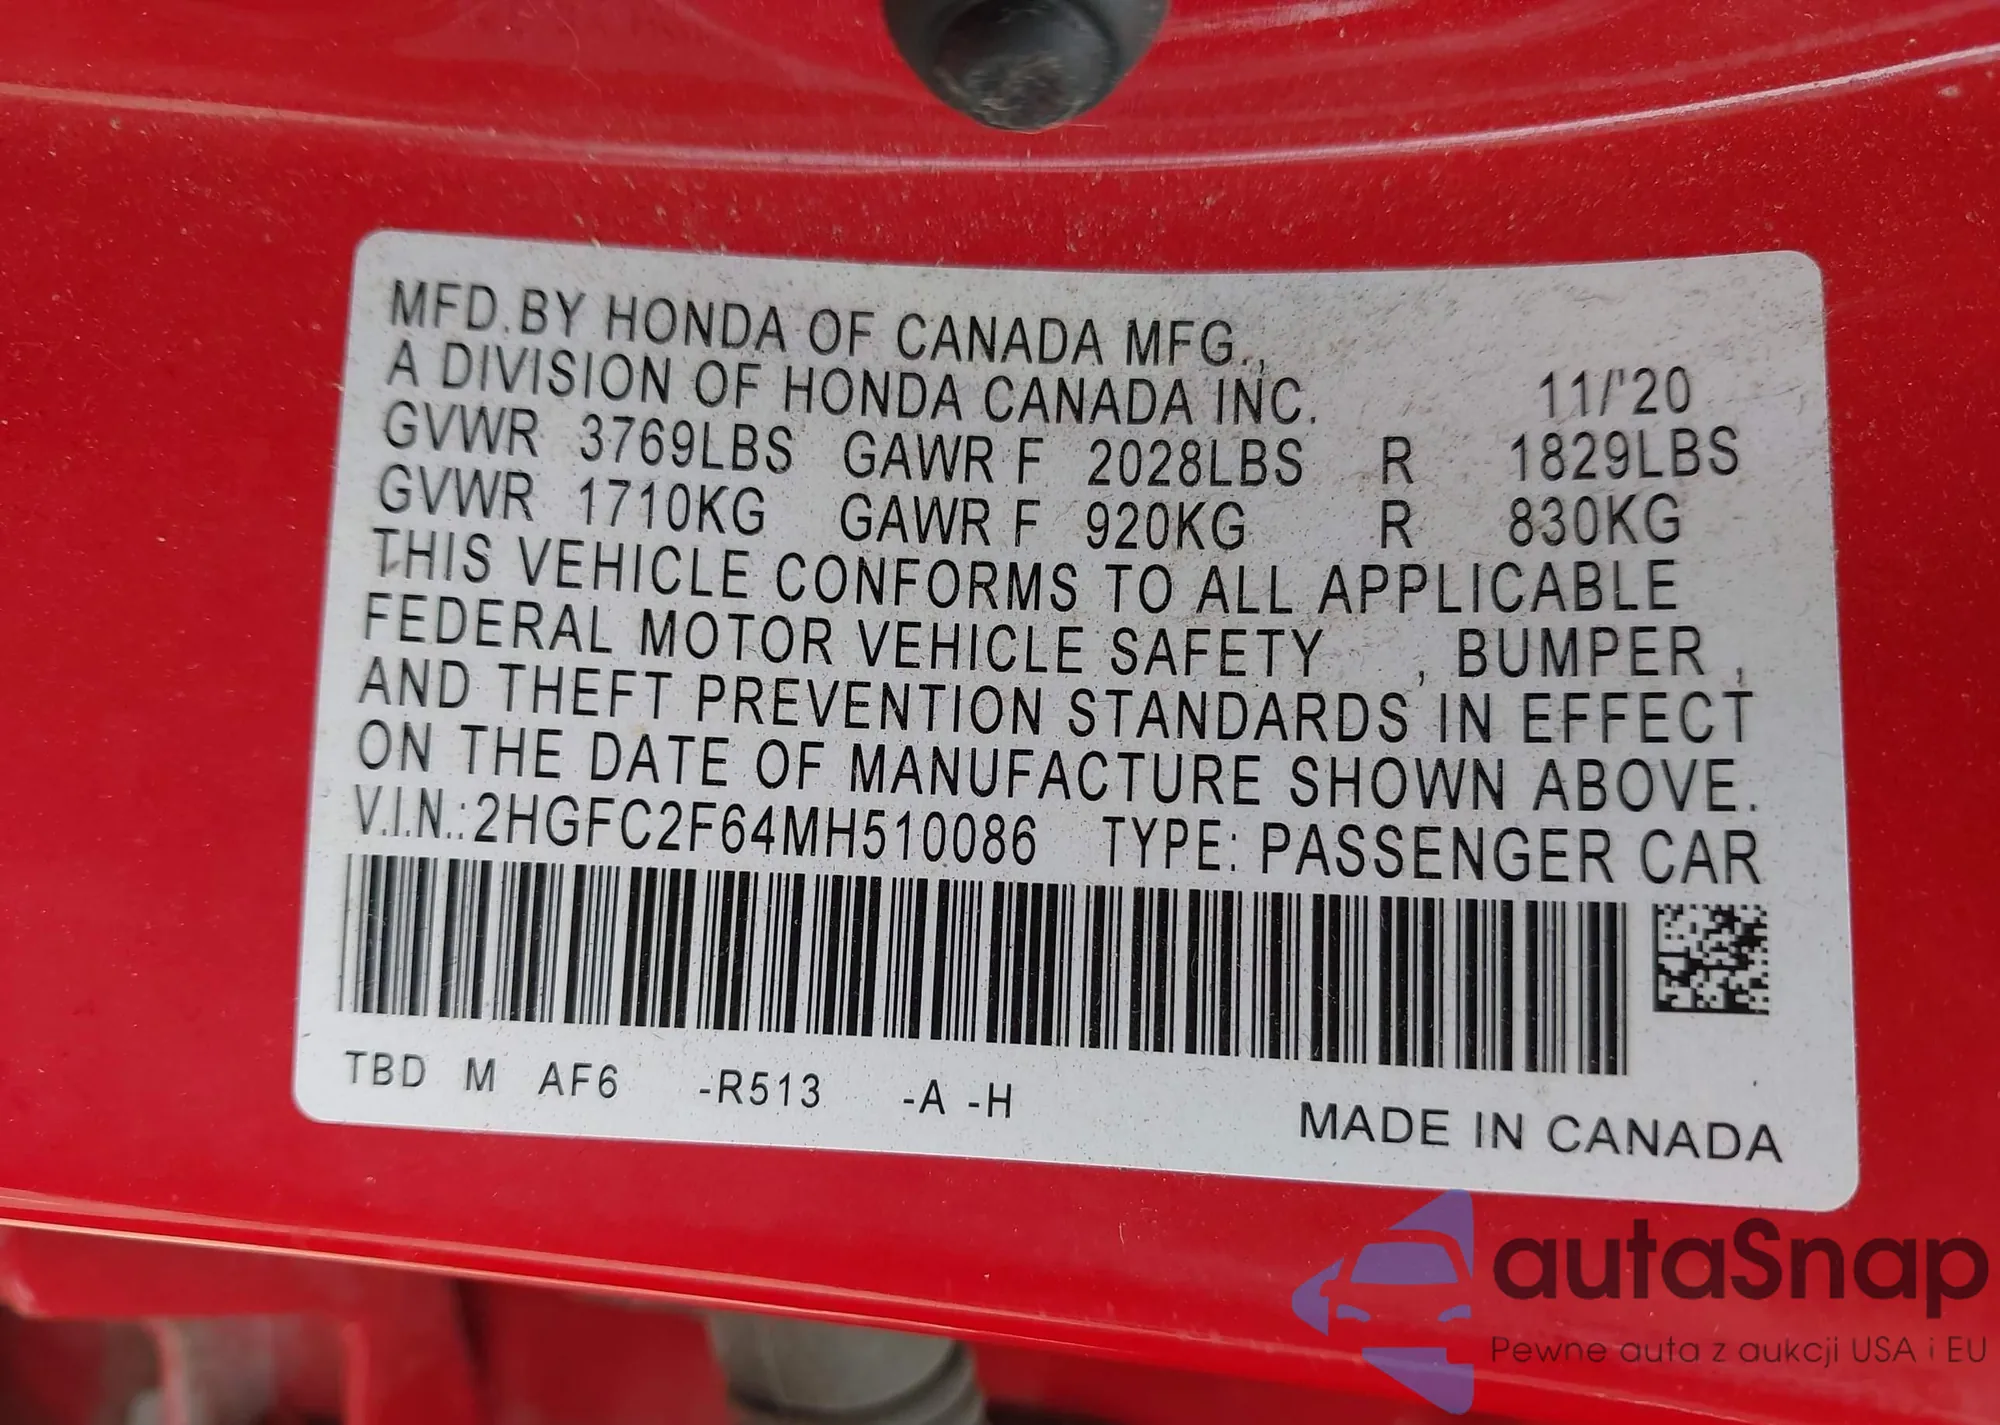 MFD.BY HONDA OF CANADA MFG.,
A DIVISION OF HONDA CANADA INC. 11/'20
GVWR 3769LBS GAWR F 2028LBS R 1829LBS
GVWR 1710KG GAWR F 920KG R 830KG
THIS VEHICLE CONFORMS TO ALL APPLICABLE
FEDERAL MOTOR VEHICLE SAFETY , BUMPER ,
AND THEFT PREVENTION STANDARDS IN EFFECT
ON THE DATE OF MANUFACTURE SHOWN ABOVE.
V.I.N.:2HGFC2F64MH510086 TYPE: PASSENGER CAR
TBD M AF6 -R513 -A -H
MADE IN CANADA
autaSnap
Pewne auta z aukcji USA i EU